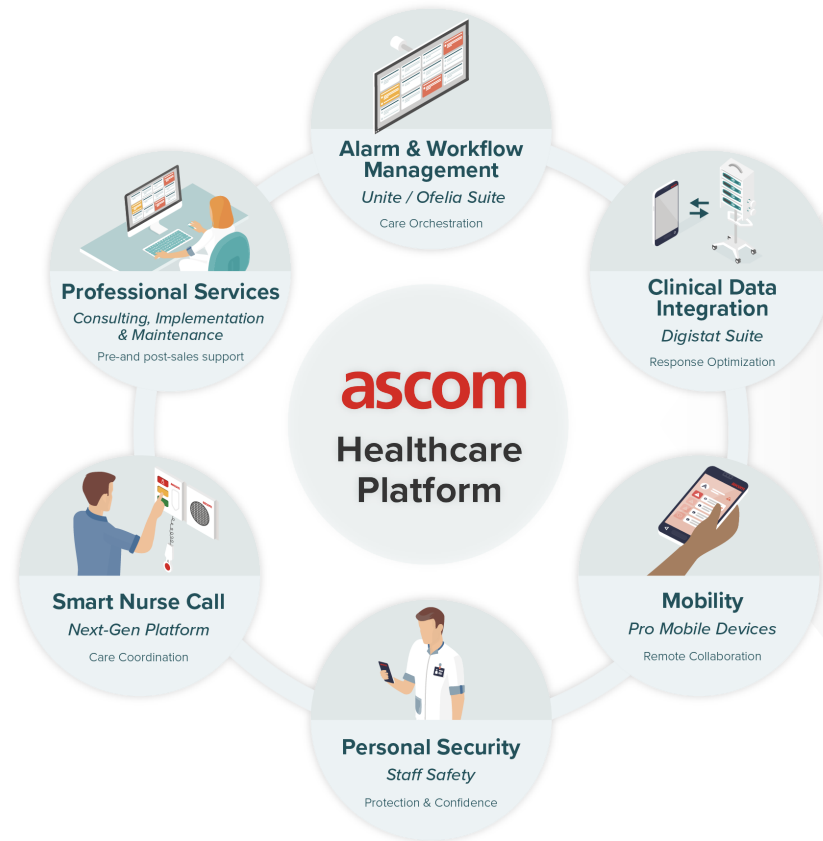 Alarm & Workflow
Management
Unite / Ofelia Suite
Care Orchestration
Clinical Data
Integration
Digistat Suite
Response Optimization
Mobility
Pro Mobile Devices
Remote Collaboration
Personal Security
Staff Safety
Protection & Confidence
Smart Nurse Call
Next-Gen Platform
Care Coordination
Professional Services
Consulting, Implementation
& Maintenance
Pre-and post-sales support
ascom
Healthcare
Platform